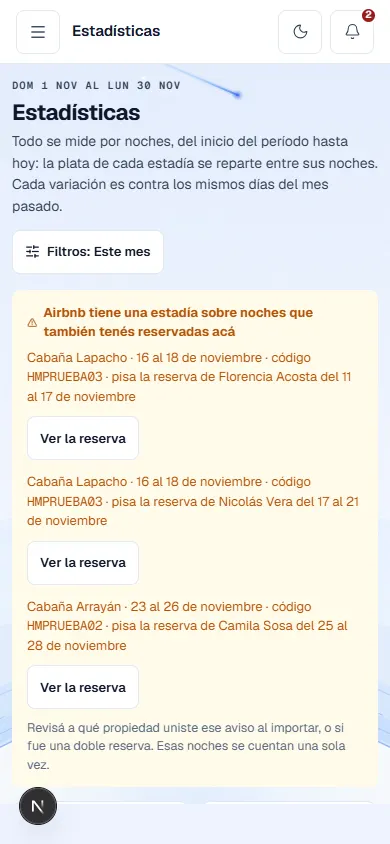 Estadísticas
2
DOM 1 NOV AL LUN 30 NOV
Estadísticas
Todo se mide por noches, del inicio del período hasta
hoy: la plata de cada estadía se reparte entre sus noches.
Cada variación es contra los mismos días del mes
pasado.
Filtros: Este mes
Airbnb tiene una estadía sobre noches que
también tenés reservadas acá
Cabaña Lapacho · 16 al 18 de noviembre · código
HMPRUEBA03 · pisa la reserva de Florencia Acosta del 11
al 17 de noviembre
Ver la reserva
Cabaña Lapacho · 16 al 18 de noviembre · código
HMPRUEBA03 · pisa la reserva de Nicolás Vera del 17 al 21
de noviembre
Ver la reserva
Cabaña Arrayán · 23 al 26 de noviembre · código
HMPRUEBA02 · pisa la reserva de Camila Sosa del 25 al
28 de noviembre
Ver la reserva
Revisá a qué propiedad uniste ese aviso al importar, o si
fue una doble reserva. Esas noches se cuentan una sola
vez.
N